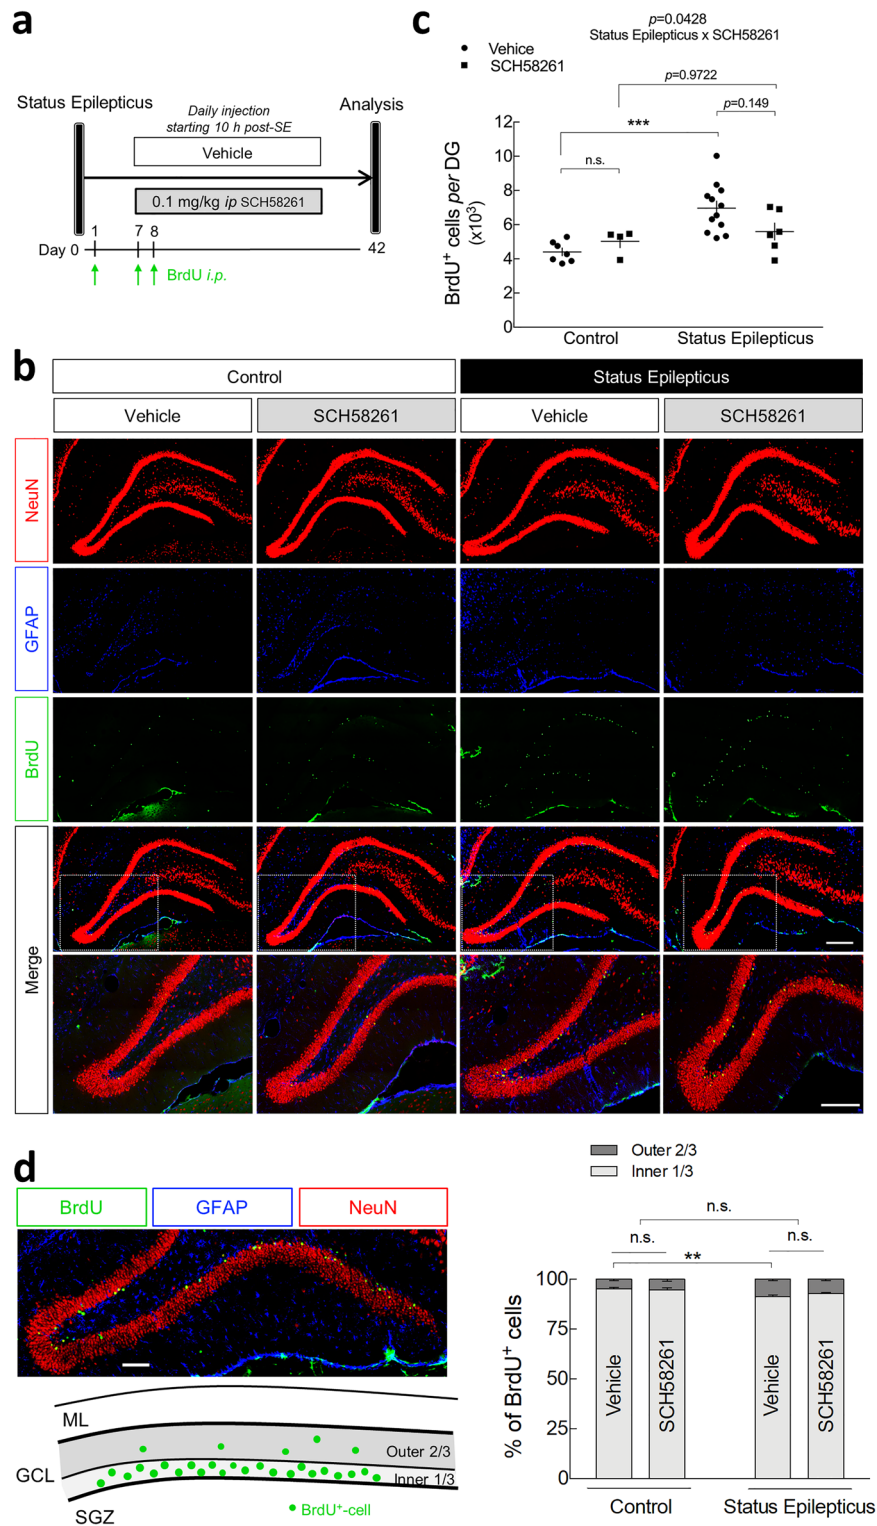 a
Status Epilepticus
Daily injection
starting 10 h post-SE
Analysis
Vehicle
0.1 mg/kg ip SCH58261
1 7 8
Day 0
42
BrdU i.p.
c
p=0.0428
Status Epilepticus x SCH58261
Vehice
SCH58261
p=0.9722
p=0.149
***
n.s.
BrdU+ cells per DG
(x10³)
12
10
8
6
4
2
0
Control Status Epilepticus
b
Control Status Epilepticus
Vehicle SCH58261 Vehicle SCH58261
NeuN
GFAP
BrdU
Merge
d
BrdU GFAP NeuN
ML
Outer 2/3
GCL
Inner 1/3
SGZ
BrdU+-cell
Outer 2/3
Inner 1/3
n.s.
n.s. n.s.
**
% of BrdU+ cells
100
75
50
25
0
Vehicle SCH58261 Vehicle SCH58261
Control Status Epilepticus